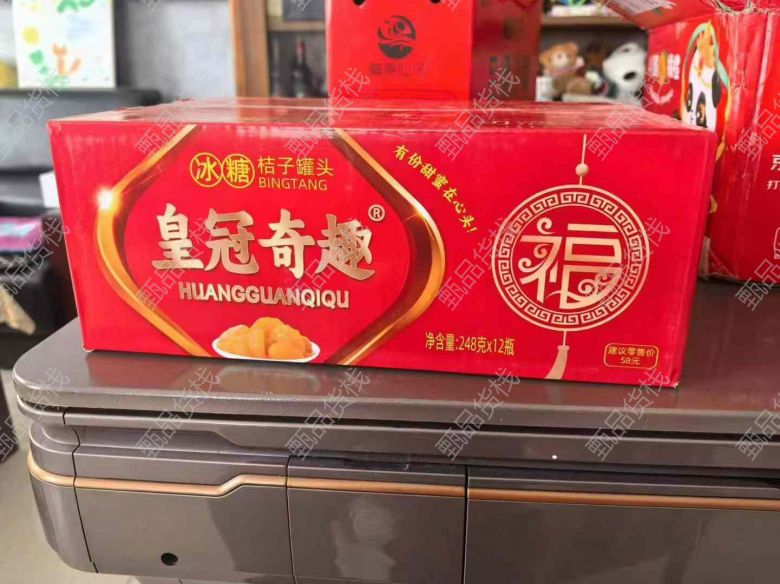 冰糖 桔子罐头
BINGTANG
皇冠奇趣®
HUANGGUANQIQU
有份甜蜜在心头!
福
净含量:248克x12瓶
建议零售价
58元
甄品货栈